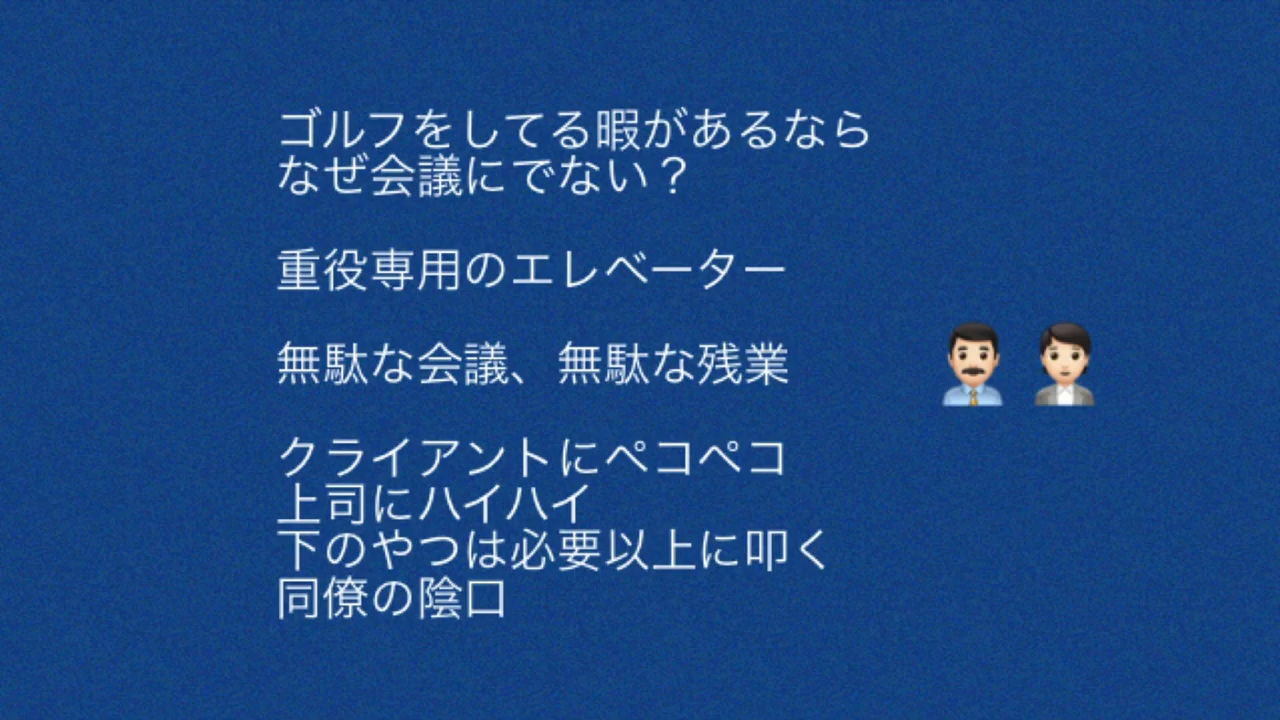 ゴルフをしてる暇があるなら
なぜ会議にでない？
重役専用のエレベーター
無駄な会議、無駄な残業
クライアントにペコペコ
上司にハイハイ
下のやつは必要以上に叩く
同僚の陰口